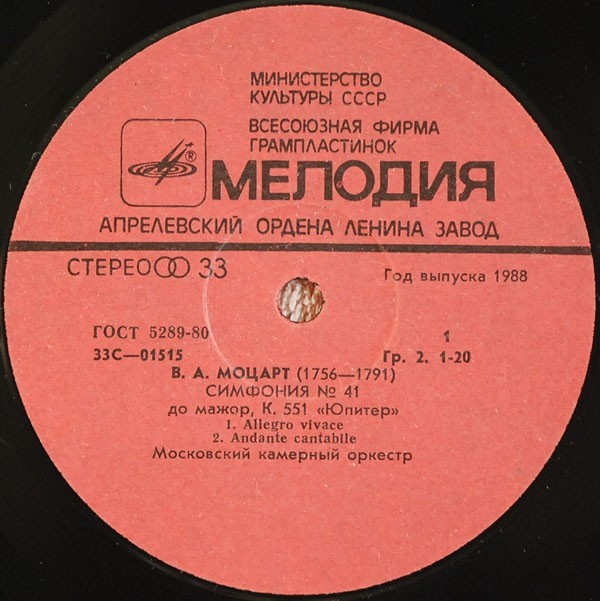 МИНИСТЕРСТВО
КУЛЬТУРЫ СССР
ВСЕСОЮЗНАЯ ФИРМА
ГРАМПЛАСТИНОК
®
МЕЛОДИЯ
АПРЕЛЕВСКИЙ ОРДЕНА ЛЕНИНА ЗАВОД
СТЕРЕО 33
Год выпуска 1988
ГОСТ 5289-80
1
33С—01515
Гр. 2. 1-20
В. А. МОЦАРТ (1756—1791)
СИМФОНИЯ № 41
до мажор, К. 551 «Юпитер»
1. Allegro vivace
2. Andante cantabile
Московский камерный оркестр